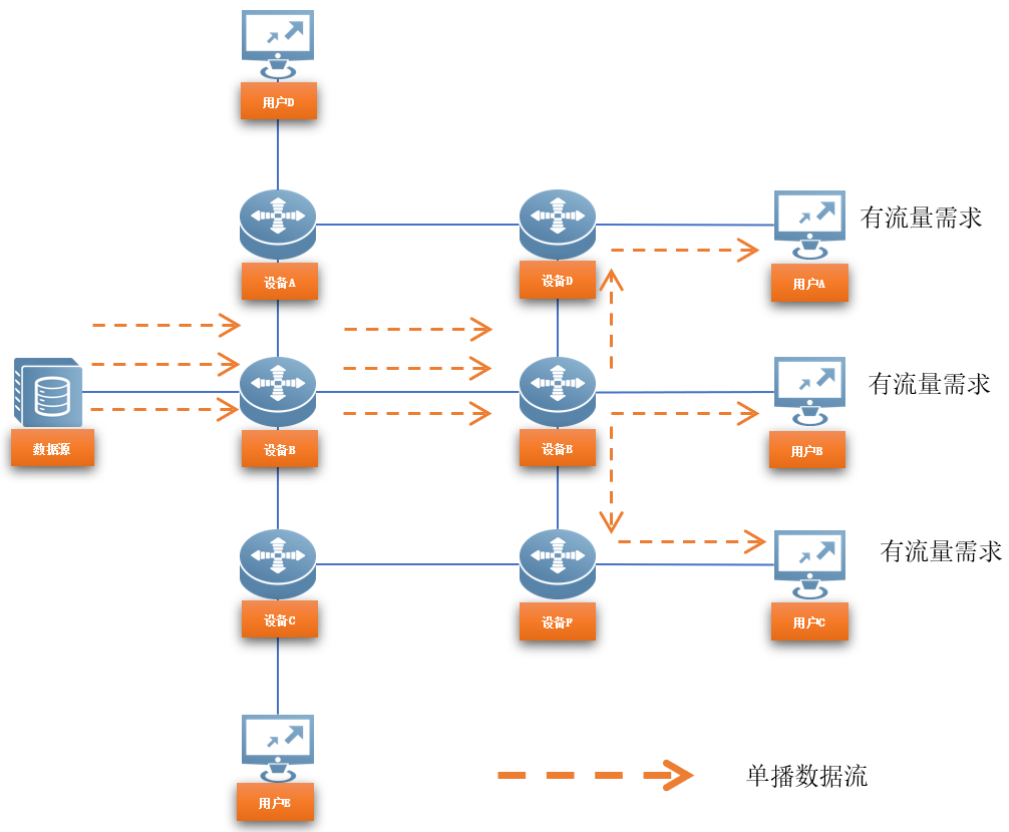 用户D
有流量需求
设备A
设备D
用户A
有流量需求
数据源
设备B
设备E
用户B
有流量需求
设备C
设备F
用户C
用户E
单播数据流